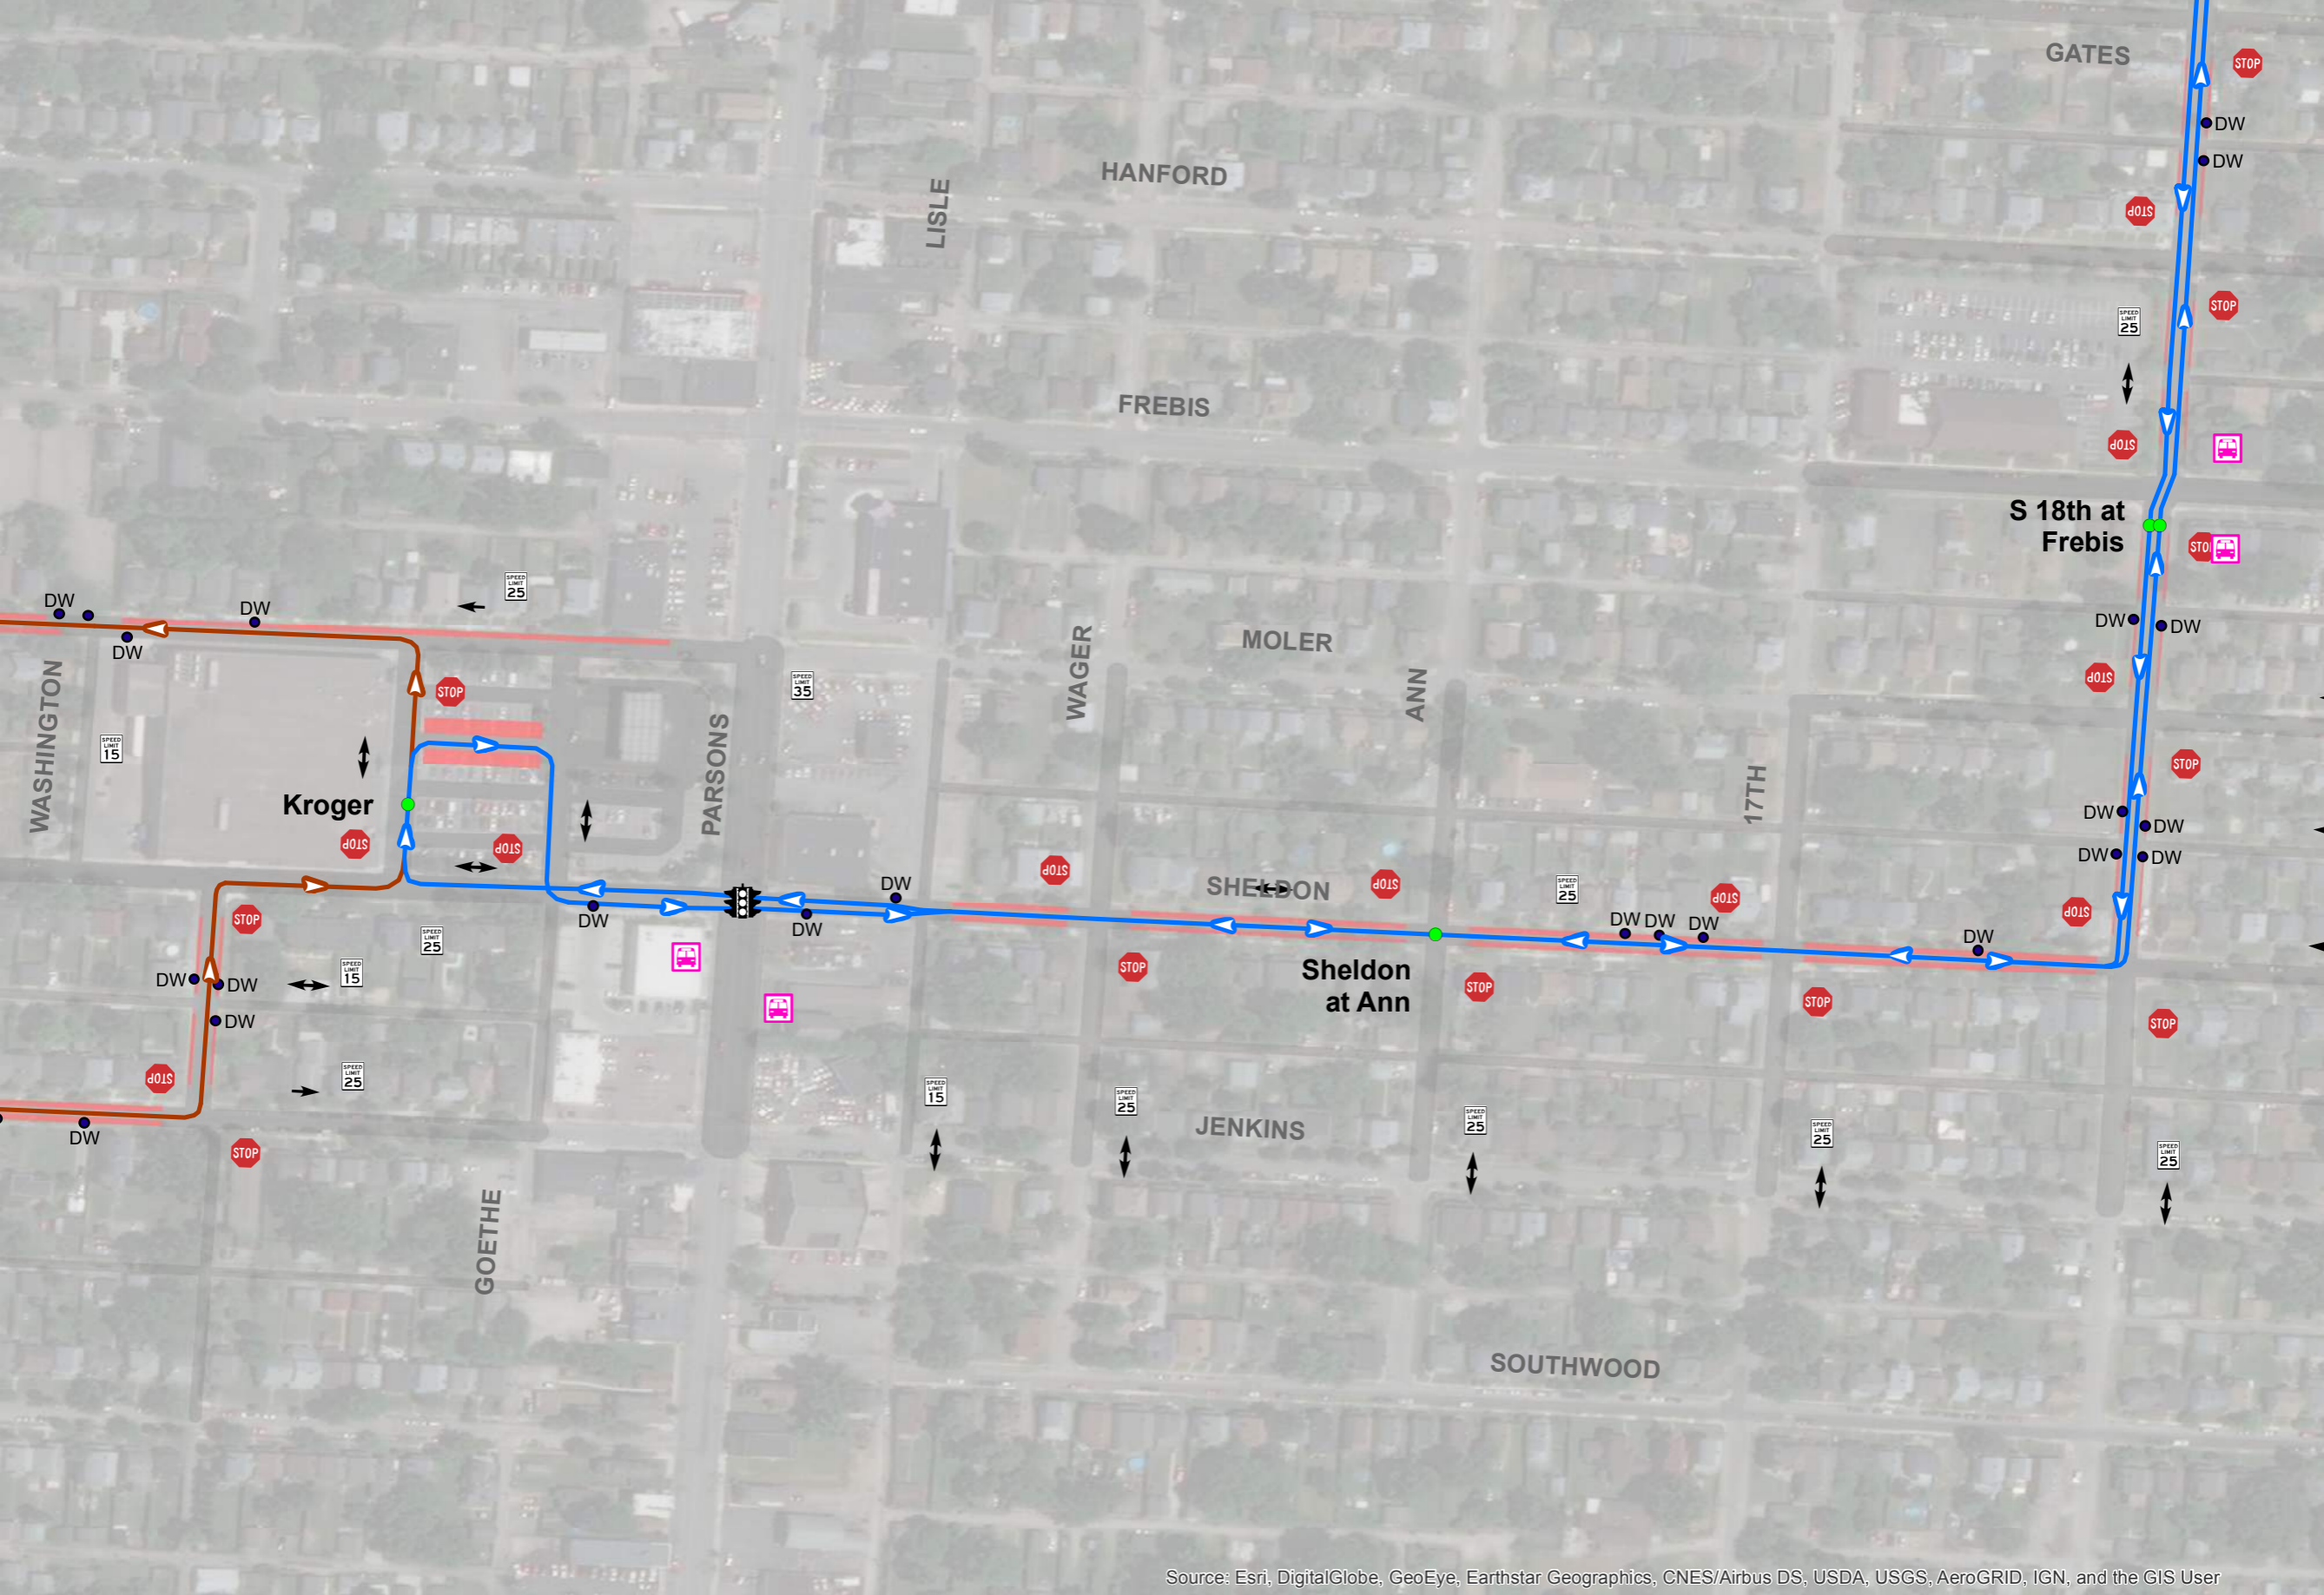 GATES
STOP
DW
DW
HANFORD
LISLE
STOP
STOP
SPEED LIMIT 25
FREBIS
STOP
S 18th at
Frebis
STOP
SPEED LIMIT 25
DW
DW
DW
DW
DW
MOLER
WAGER
ANN
WASHINGTON
STOP
SPEED LIMIT 35
STOP
SPEED LIMIT 15
PARSONS
17TH
STOP
Kroger
STOP
STOP
DW
DW
DW
DW
STOP
STOP
SHELDON
STOP
SPEED LIMIT 25
STOP
STOP
DW
DW
DW
DW
DW
DW
STOP
DW
SPEED LIMIT 25
Sheldon
at Ann
STOP
STOP
STOP
STOP
DW
DW
SPEED LIMIT 15
DW
STOP
SPEED LIMIT 25
SPEED LIMIT 15
SPEED LIMIT 25
SPEED LIMIT 25
SPEED LIMIT 25
SPEED LIMIT 25
DW
STOP
JENKINS
GOETHE
SOUTHWOOD
Source: Esri, DigitalGlobe, GeoEye, Earthstar Geographics, CNES/Airbus DS, USDA, USGS, AeroGRID, IGN, and the GIS User